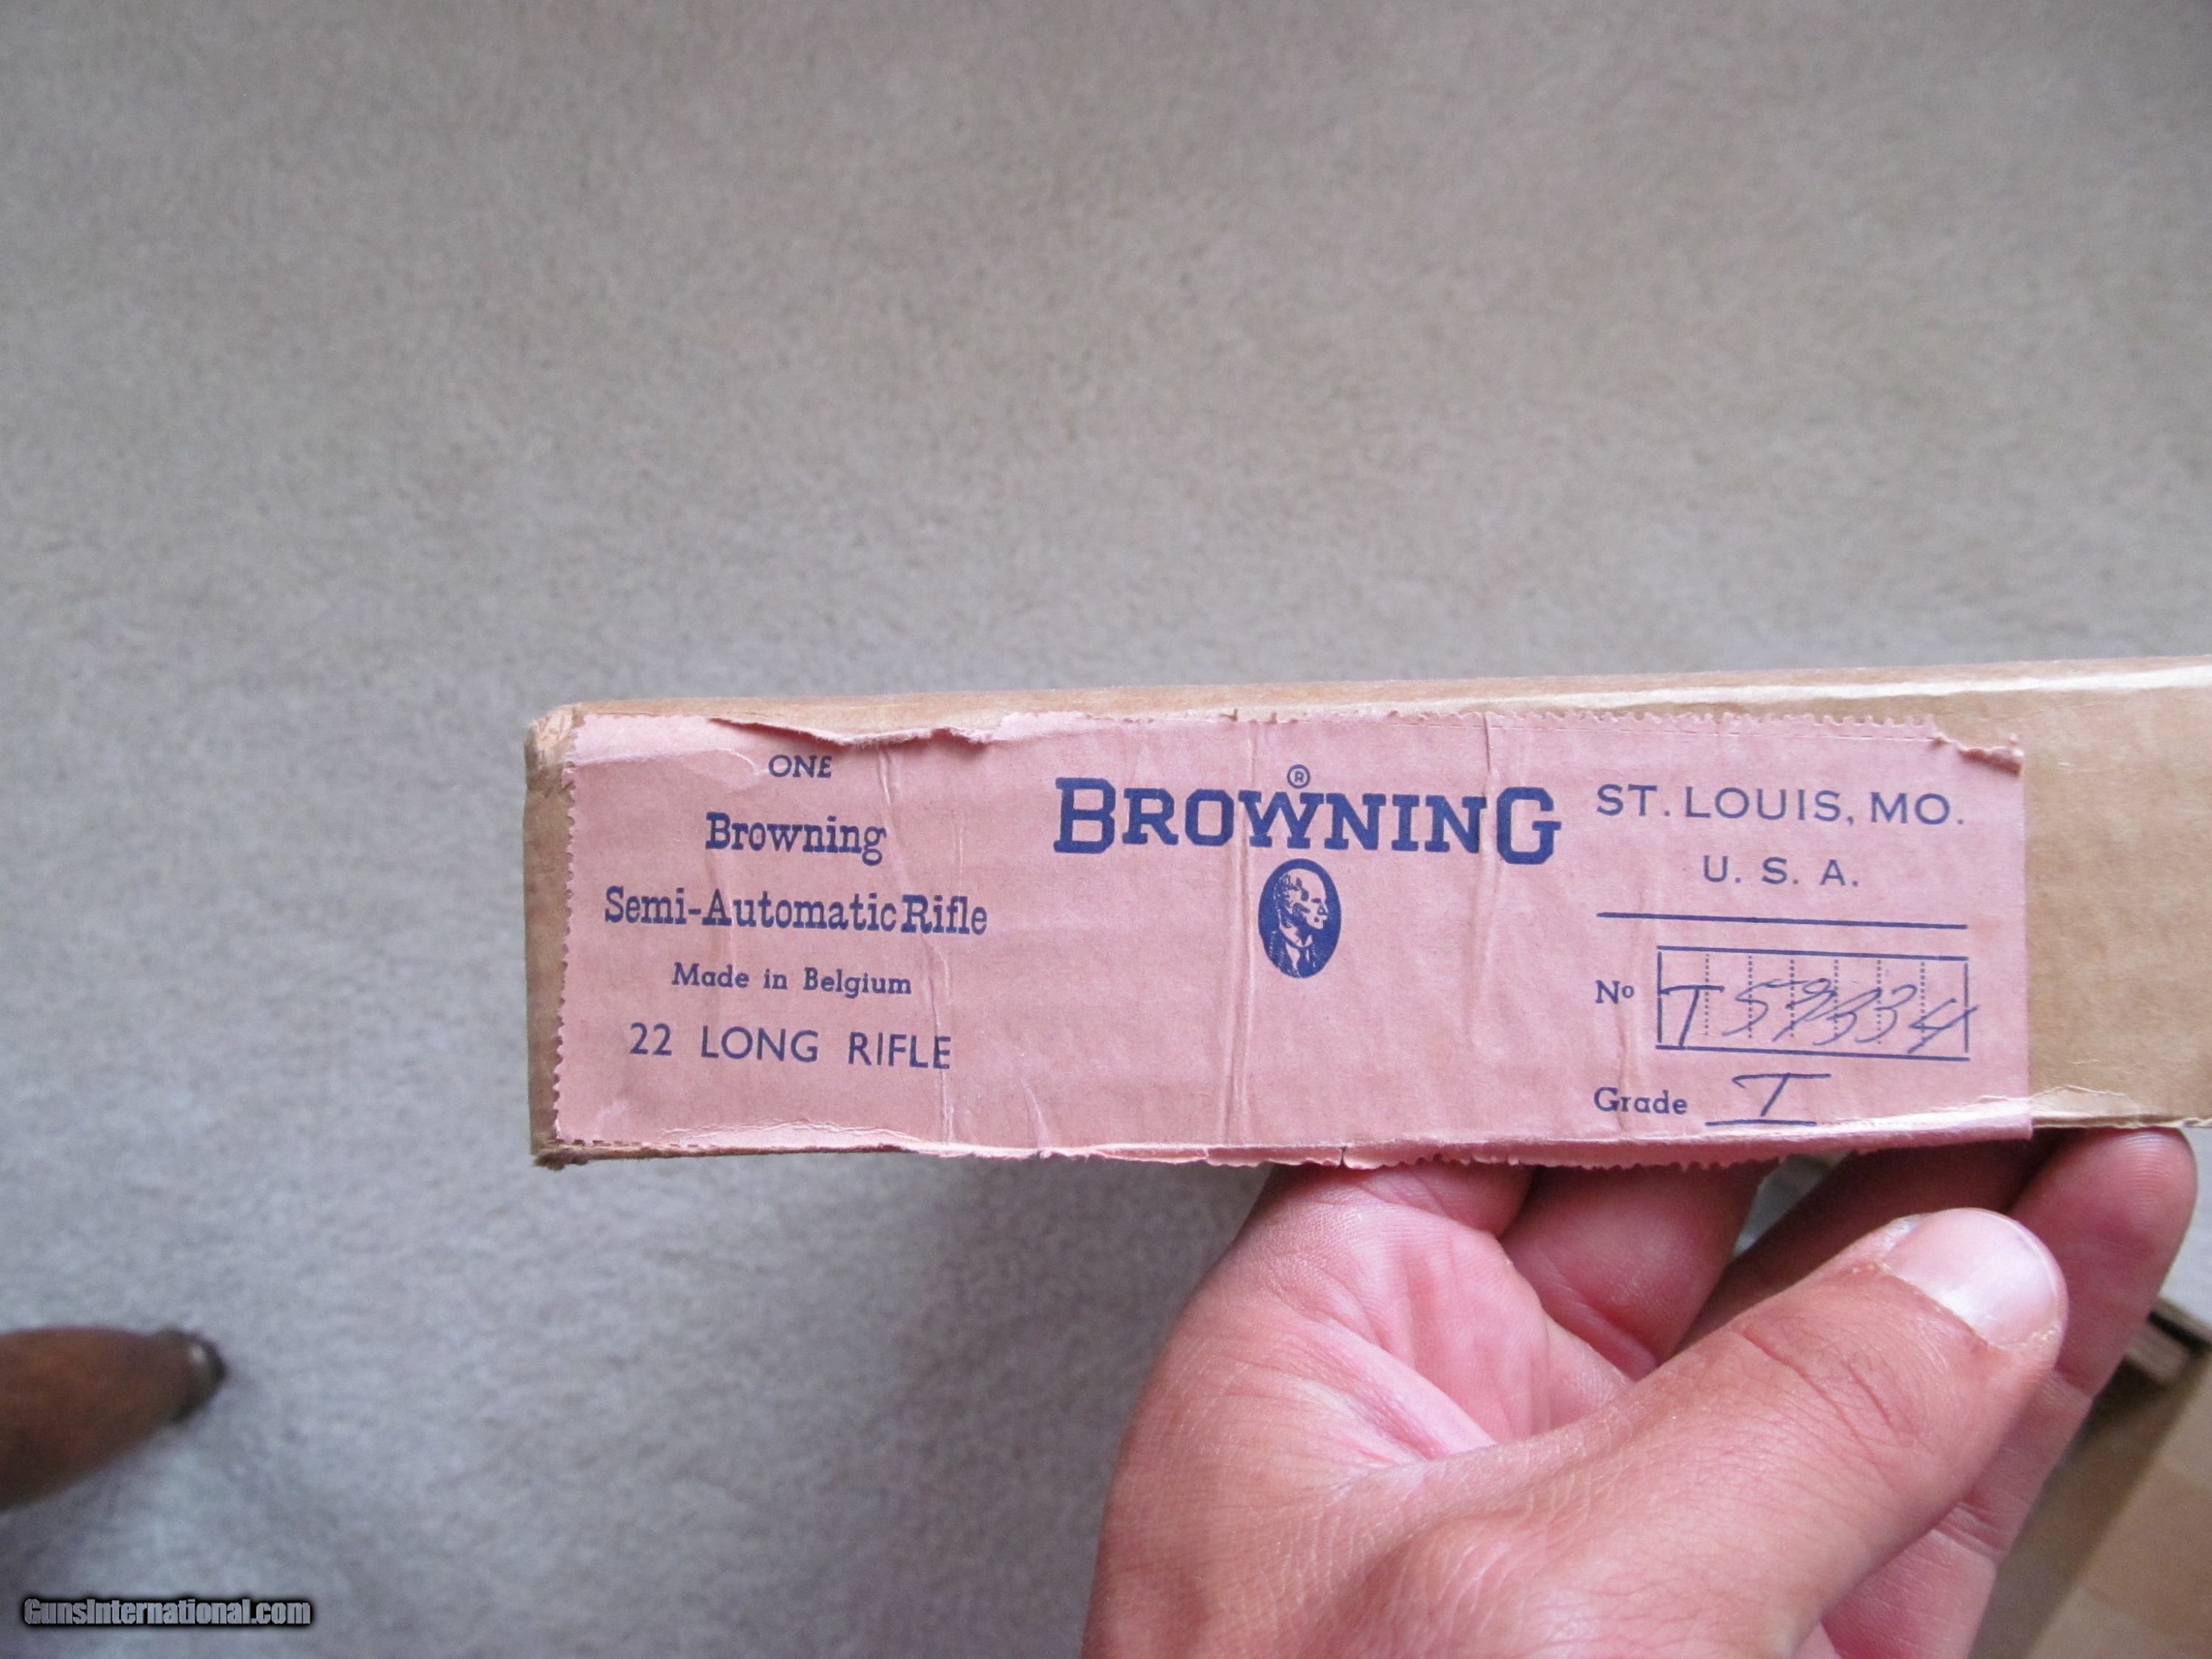 ONE
Browning
Semi-Automatic Rifle
Made in Belgium
22 LONG RIFLE
BROWNING®
ST. LOUIS, MO.
U. S. A.
Nº
Grade I
GunsInternational.com